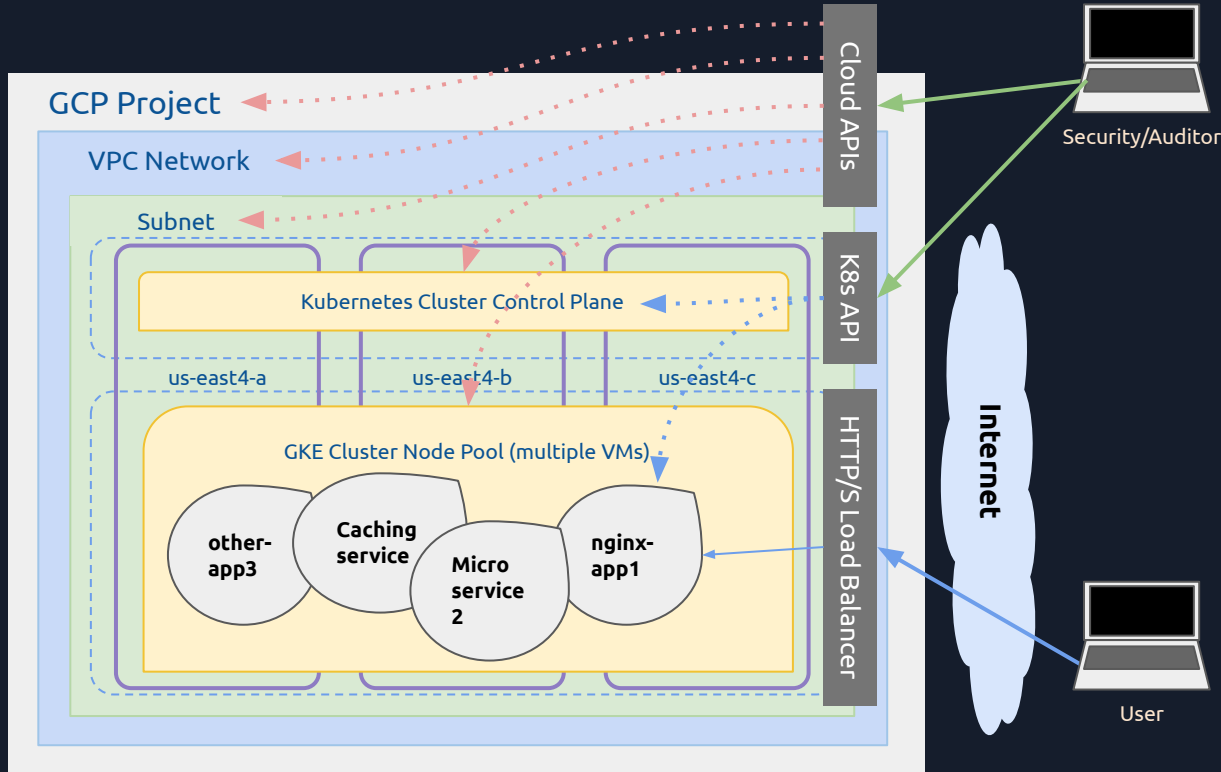 GCP Project
Cloud APIs
Security/Auditor
VPC Network
Subnet
K8s API
Kubernetes Cluster Control Plane
us-east4-a
us-east4-b
us-east4-c
HTTP/S Load Balancer
Internet
GKE Cluster Node Pool (multiple VMs)
other-
app3
Caching
service
Micro
service
2
nginx-
app1
User